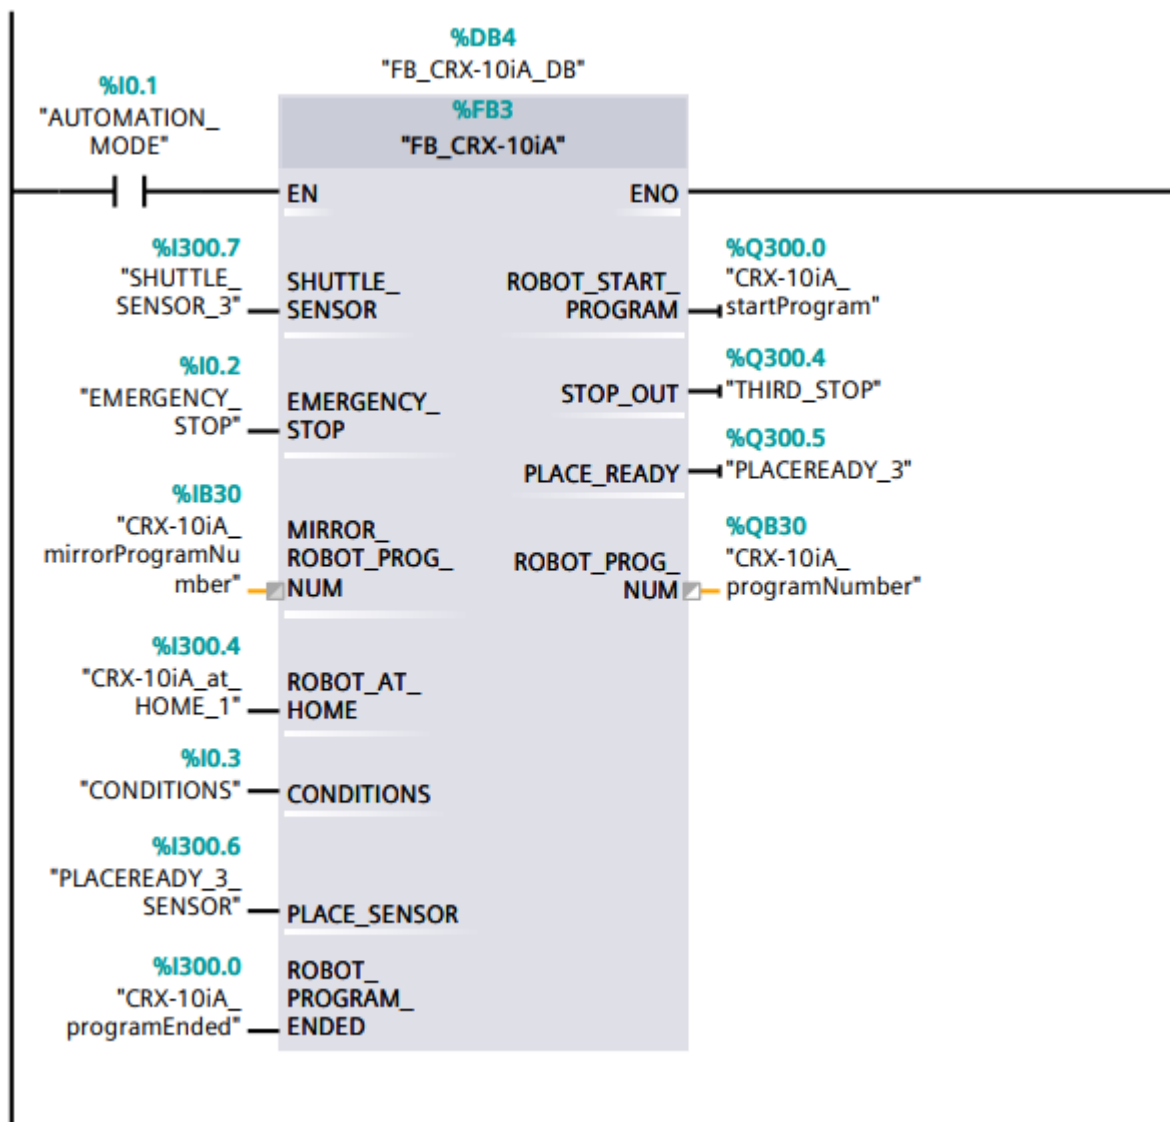 %DB4
"FB_CRX-10iA_DB"
%I0.1
"AUTOMATION_
MODE"
%FB3
"FB_CRX-10iA"
EN
ENO
%I300.7
"SHUTTLE_
SENSOR_3"
SHUTTLE_
SENSOR
ROBOT_START_
PROGRAM
%Q300.0
"CRX-10iA_
startProgram"
%I0.2
"EMERGENCY_
STOP"
EMERGENCY_
STOP
STOP_OUT
%Q300.4
"THIRD_STOP"
PLACE_READY
%Q300.5
"PLACEREADY_3"
%IB30
"CRX-10iA_
mirrorProgramNu
mber"
MIRROR_
ROBOT_PROG_
NUM
ROBOT_PROG_
NUM
%QB30
"CRX-10iA_
programNumber"
%I300.4
"CRX-10iA_at_
HOME_1"
ROBOT_AT_
HOME
%I0.3
"CONDITIONS"
CONDITIONS
%I300.6
"PLACEREADY_3_
SENSOR"
PLACE_SENSOR
%I300.0
"CRX-10iA_
programEnded"
ROBOT_
PROGRAM_
ENDED